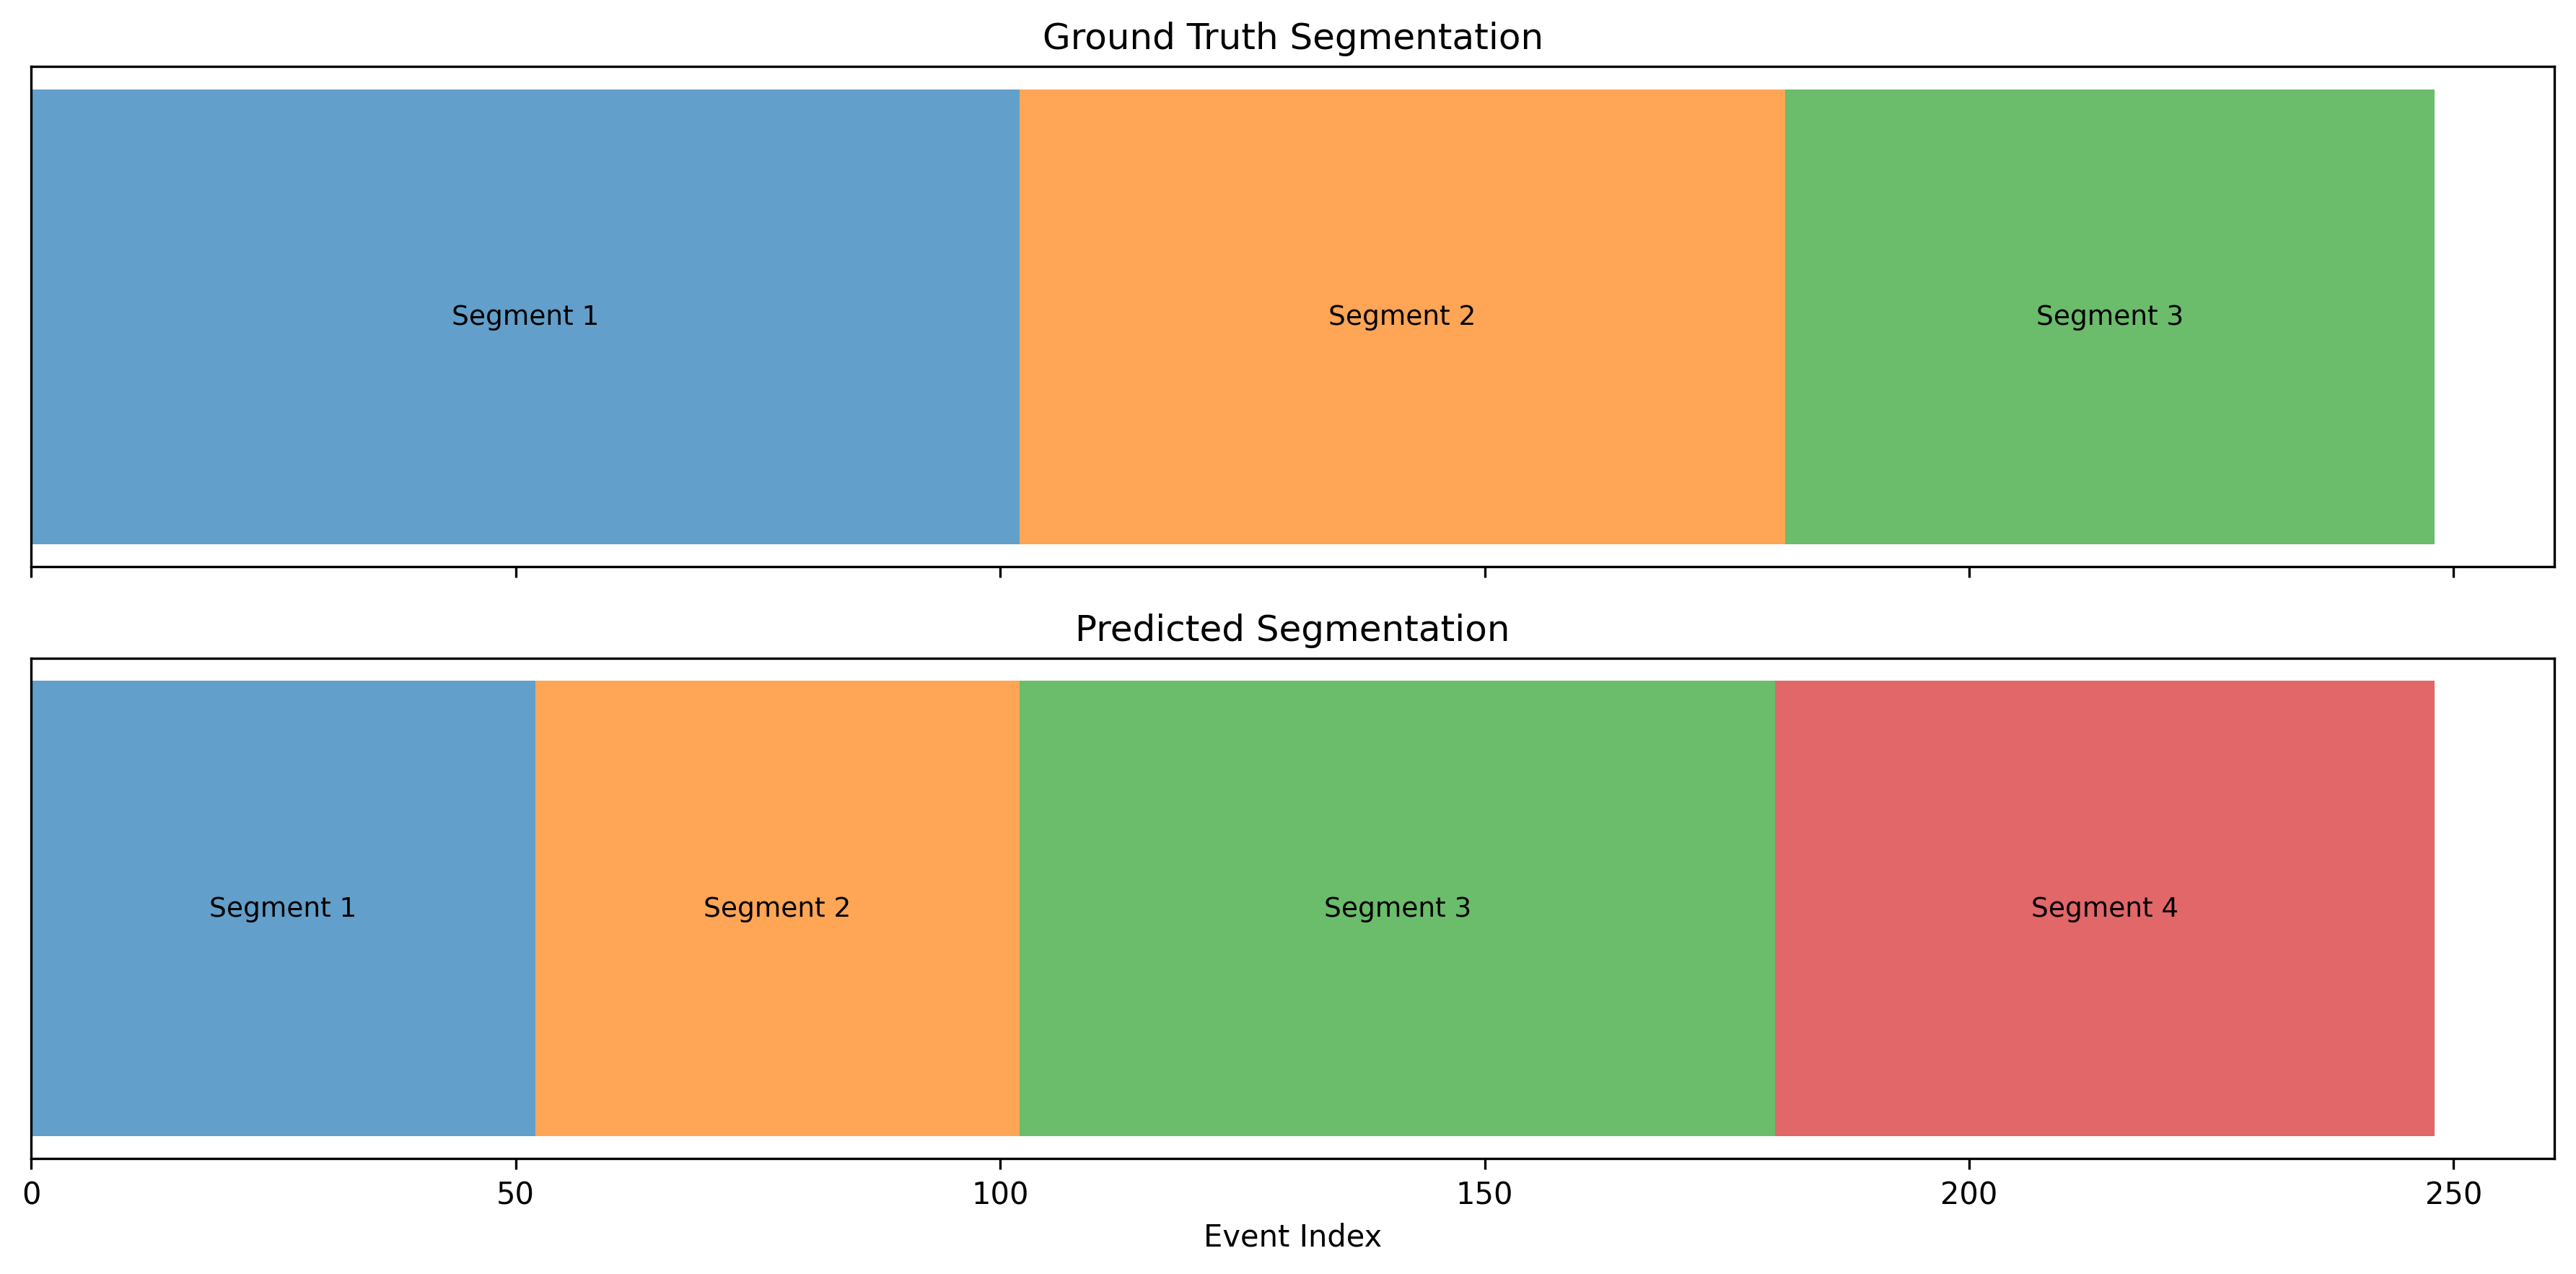 Ground Truth Segmentation
Segment 1 Segment 2 Segment 3
Predicted Segmentation
Segment 1 Segment 2 Segment 3 Segment 4
0 50 100 150 200 250
Event Index